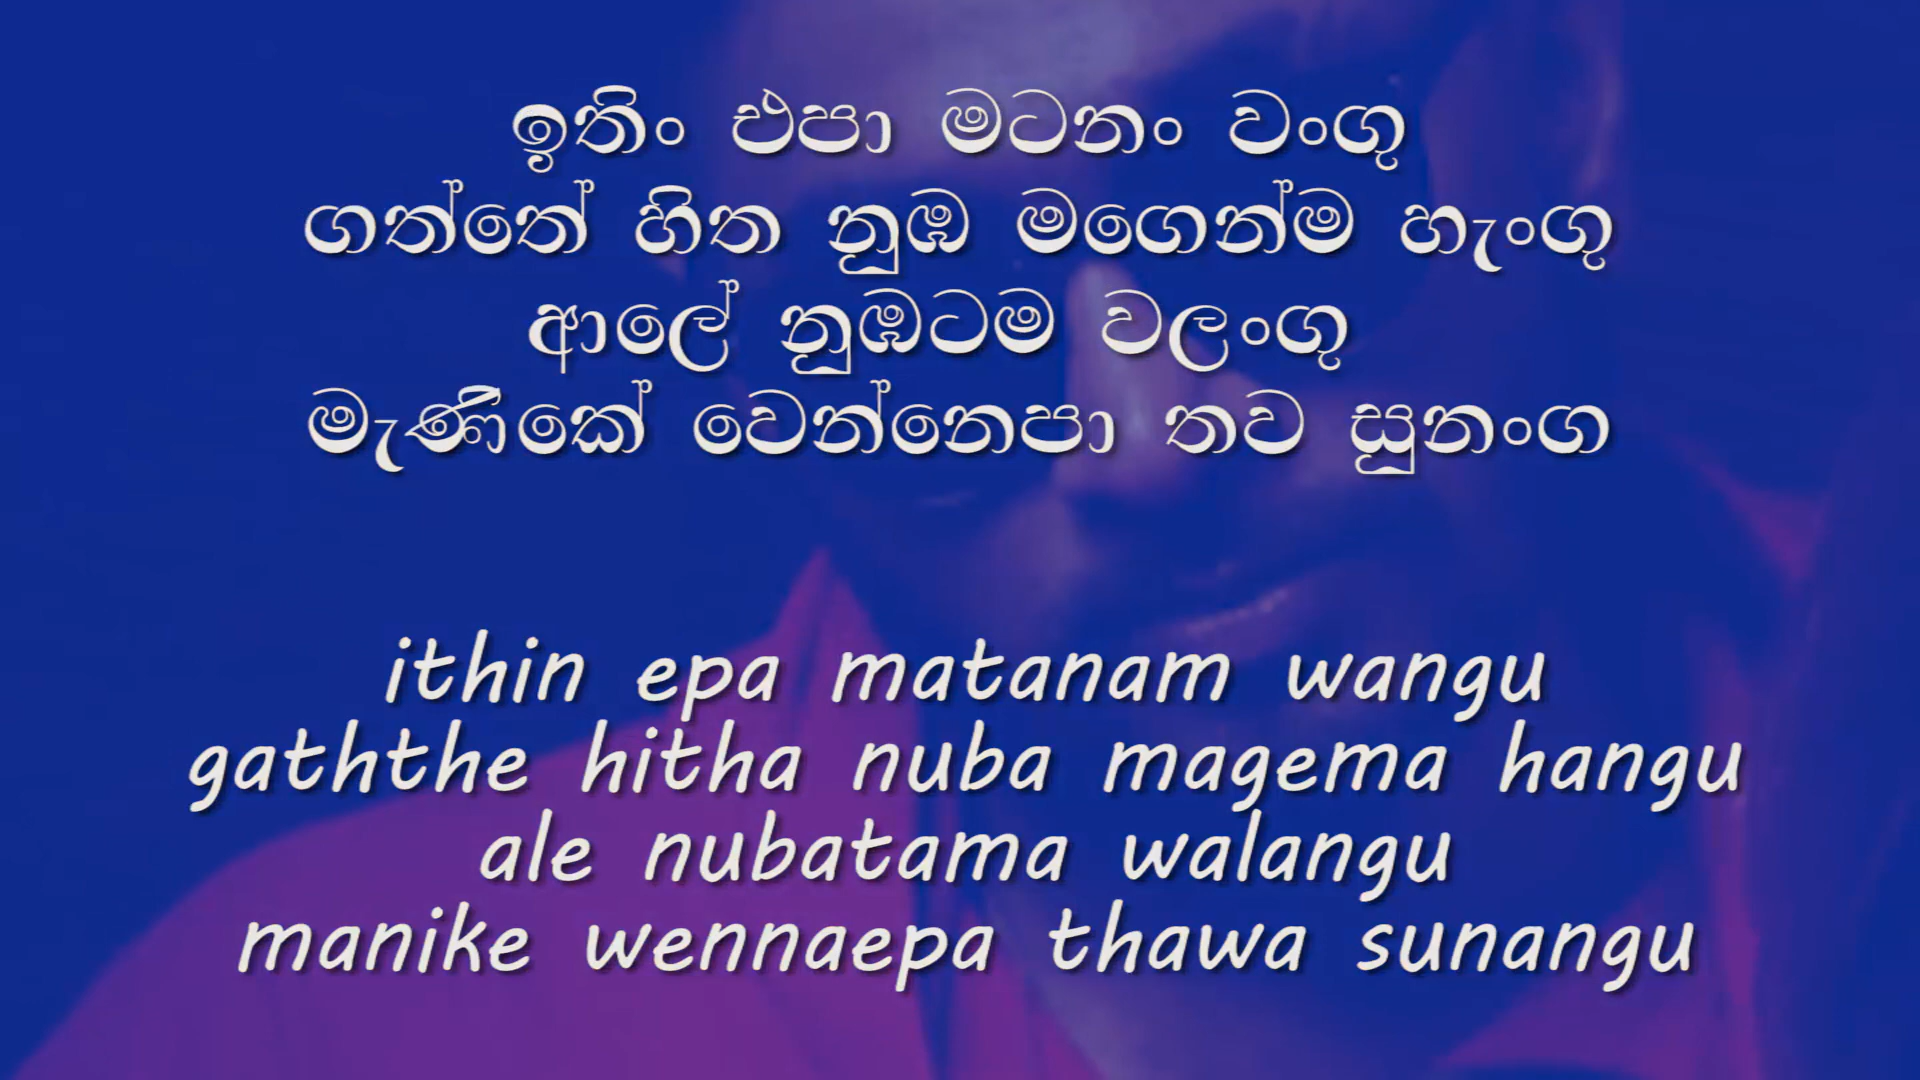 ඉතිං එපා මටනං වංගු
ගත්තේ හිත නූඹ මගෙන්ම හැංගු
ආලේ නූඹටම වලංගු
මැණිකේ වෙන්නෙපා තව සූනංග
ithin epa matanam wangu
gaththe hitha nuba magema hangu
ale nubatama walangu
manike wennaepa thawa sunangu